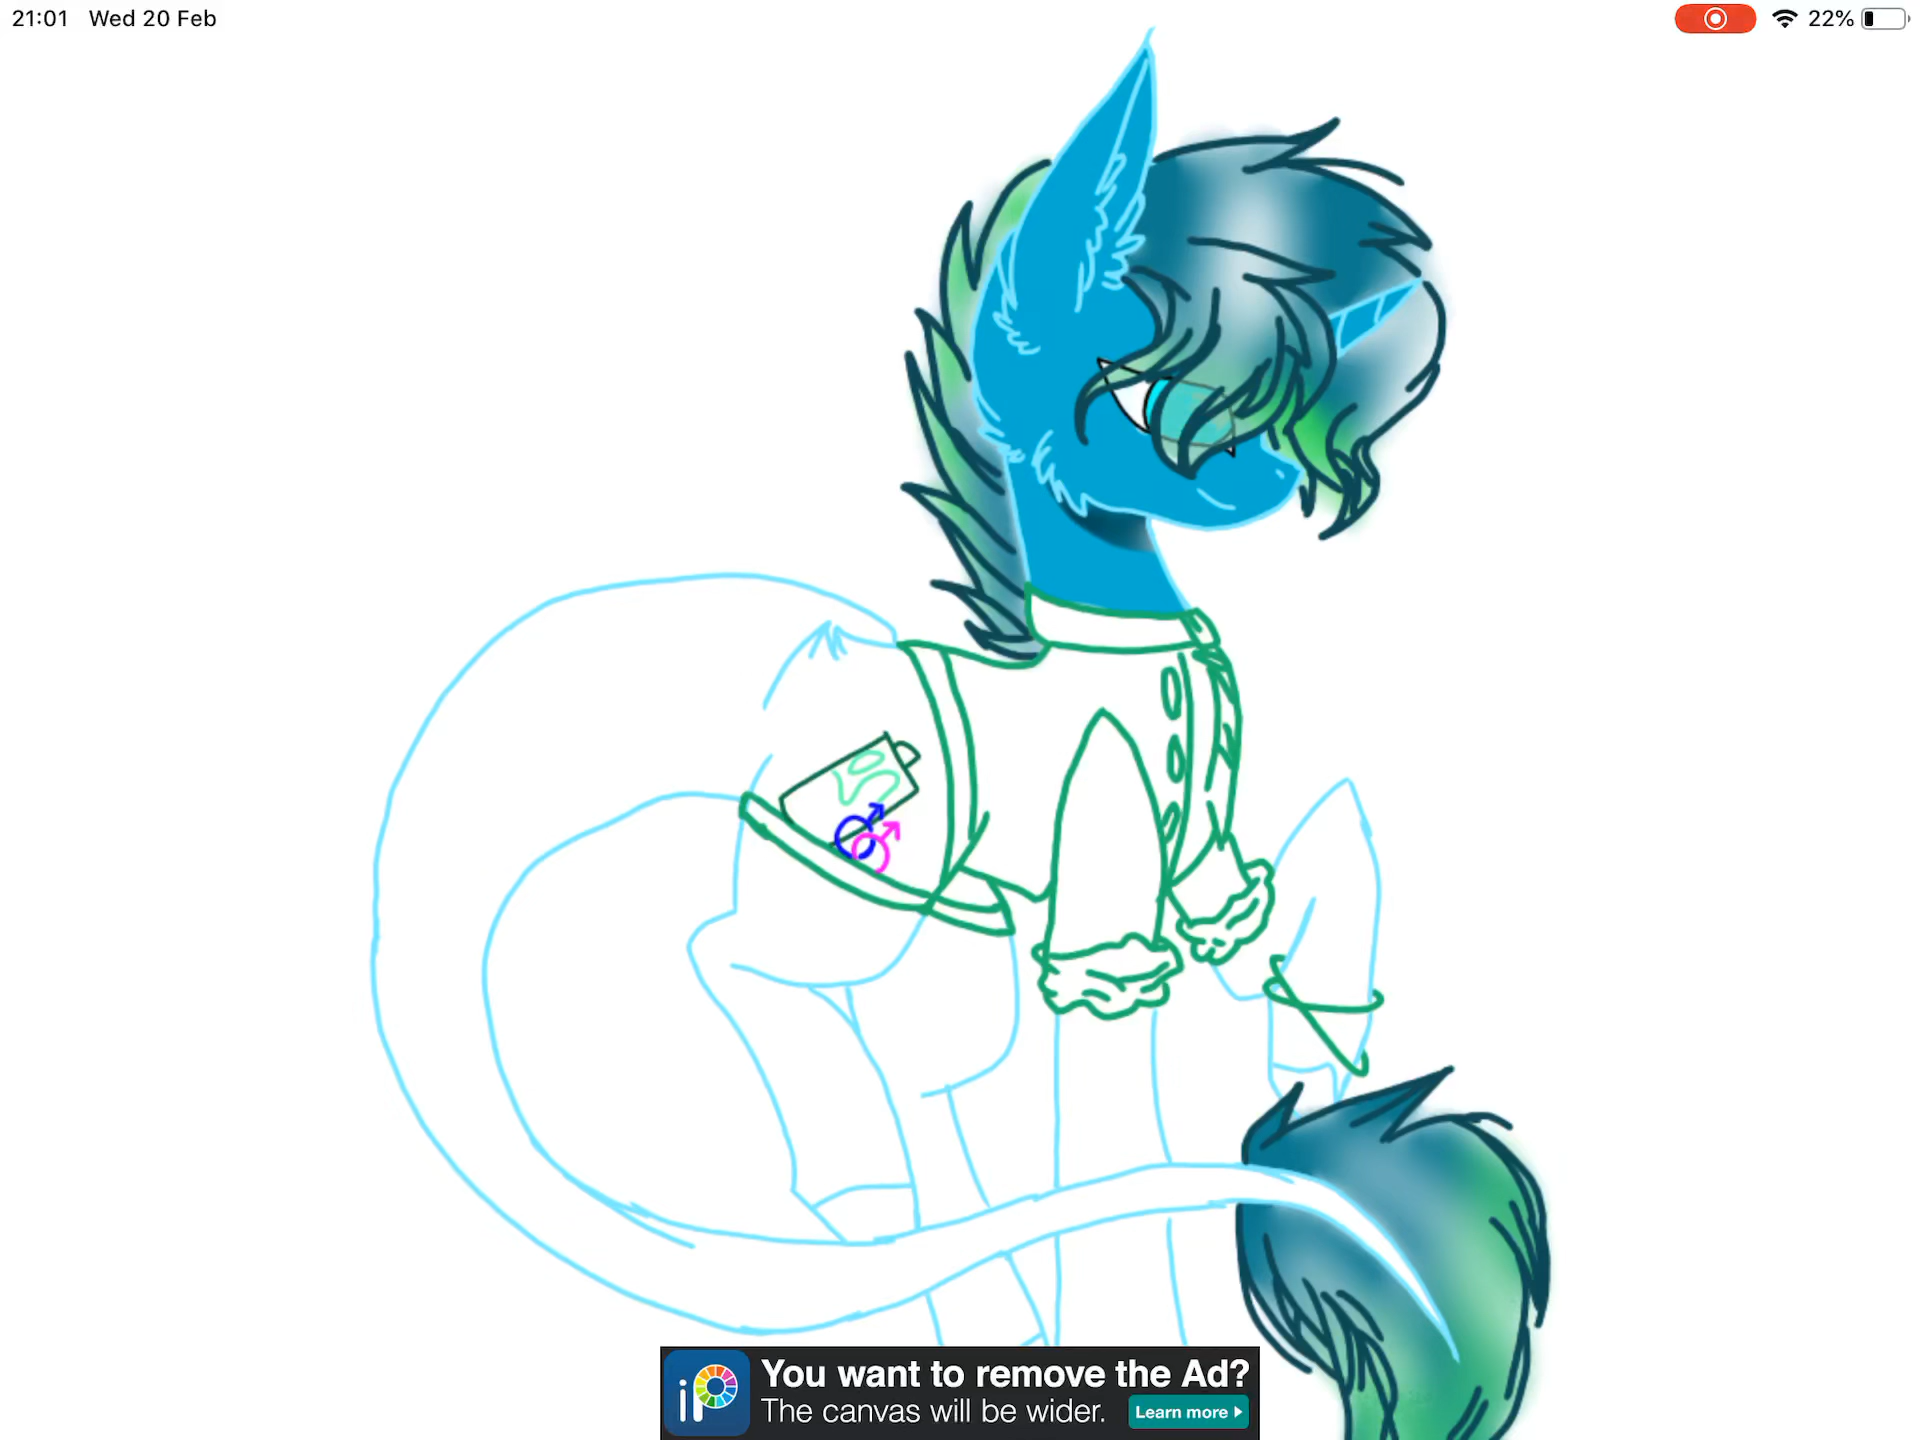 21:01 Wed 20 Feb
22%
iP
You want to remove the Ad?
The canvas will be wider.
Learn more